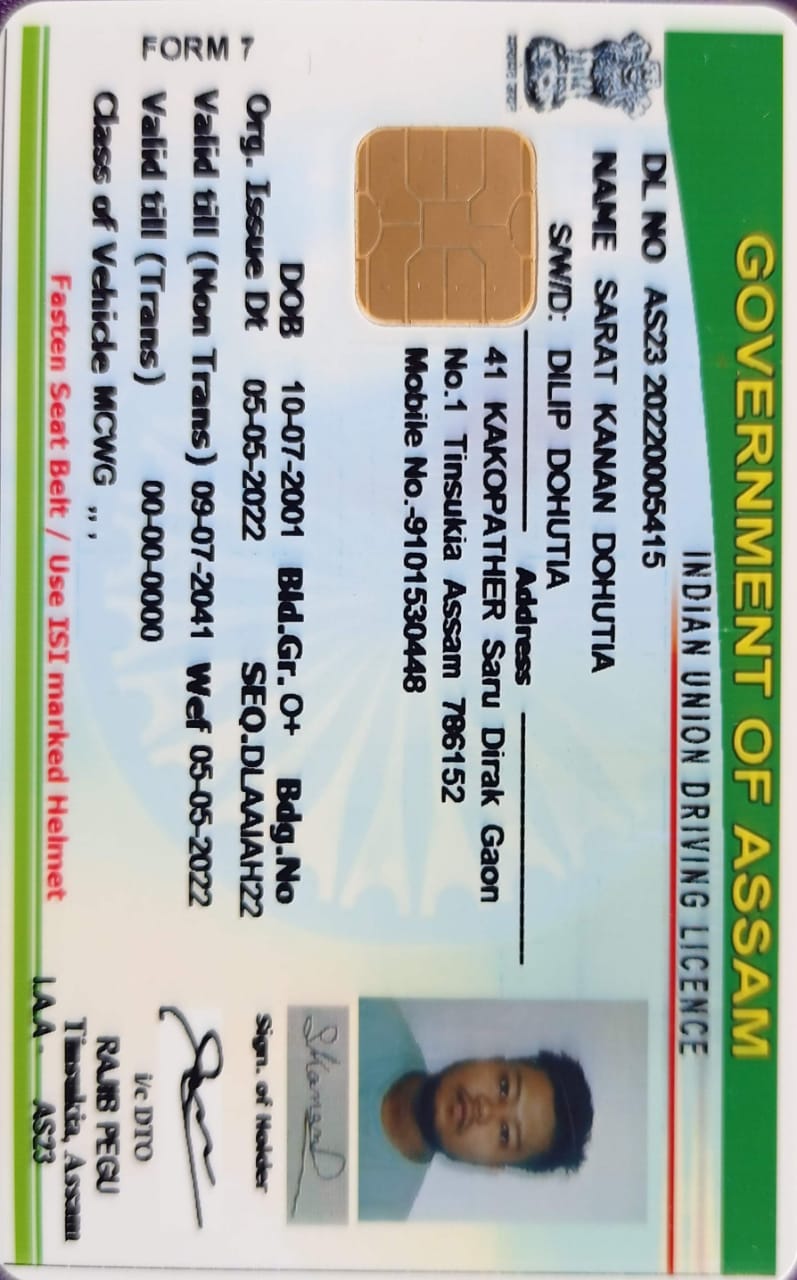 GOVERNMENT OF ASSAM
INDIAN UNION DRIVING LICENCE
DL NO AS23 20220005415
NAME SARAT KANAN DOHUTIA
S/W/D: DILIP DOHUTIA
Address
41 KAKOPATHER Saru Dirak Gaon
No.1 Tinsukia Assam 786152
Mobile No.-9101530448
DOB 10-07-2001 Bld.Gr. O+ Bdg.No
Org. Issue Dt 05-05-2022 SEQ.DLAAIAH22
Valid till (Non Trans) 09-07-2041 Wef 05-05-2022
Valid till (Trans) 00-00-0000
FORM 7
Class of Vehicle MCWG , , ,
Fasten Seat Belt / Use ISI marked Helmet
Sign. of Holder
i/c DTO
RAJIB PEGU
Tinsukia, Assam
I.A.A - AS23